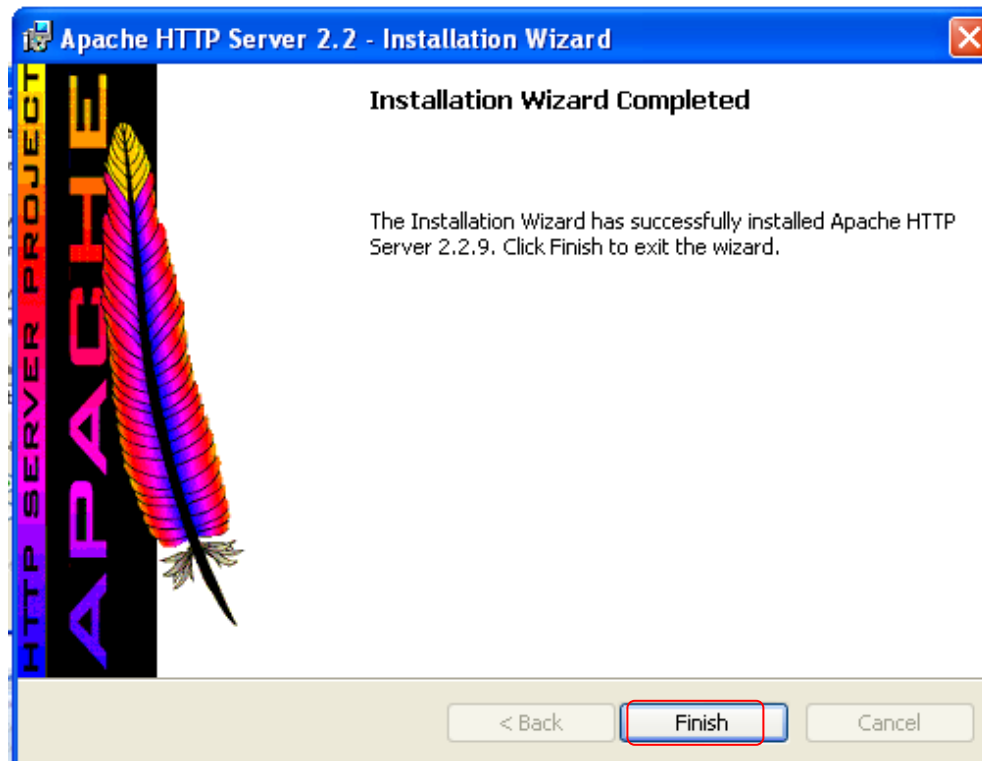 Apache HTTP Server 2.2 - Installation Wizard
HTTP SERVER PROJECT
APACHE
Installation Wizard Completed
The Installation Wizard has successfully installed Apache HTTP
Server 2.2.9. Click Finish to exit the wizard.
< Back
Finish
Cancel